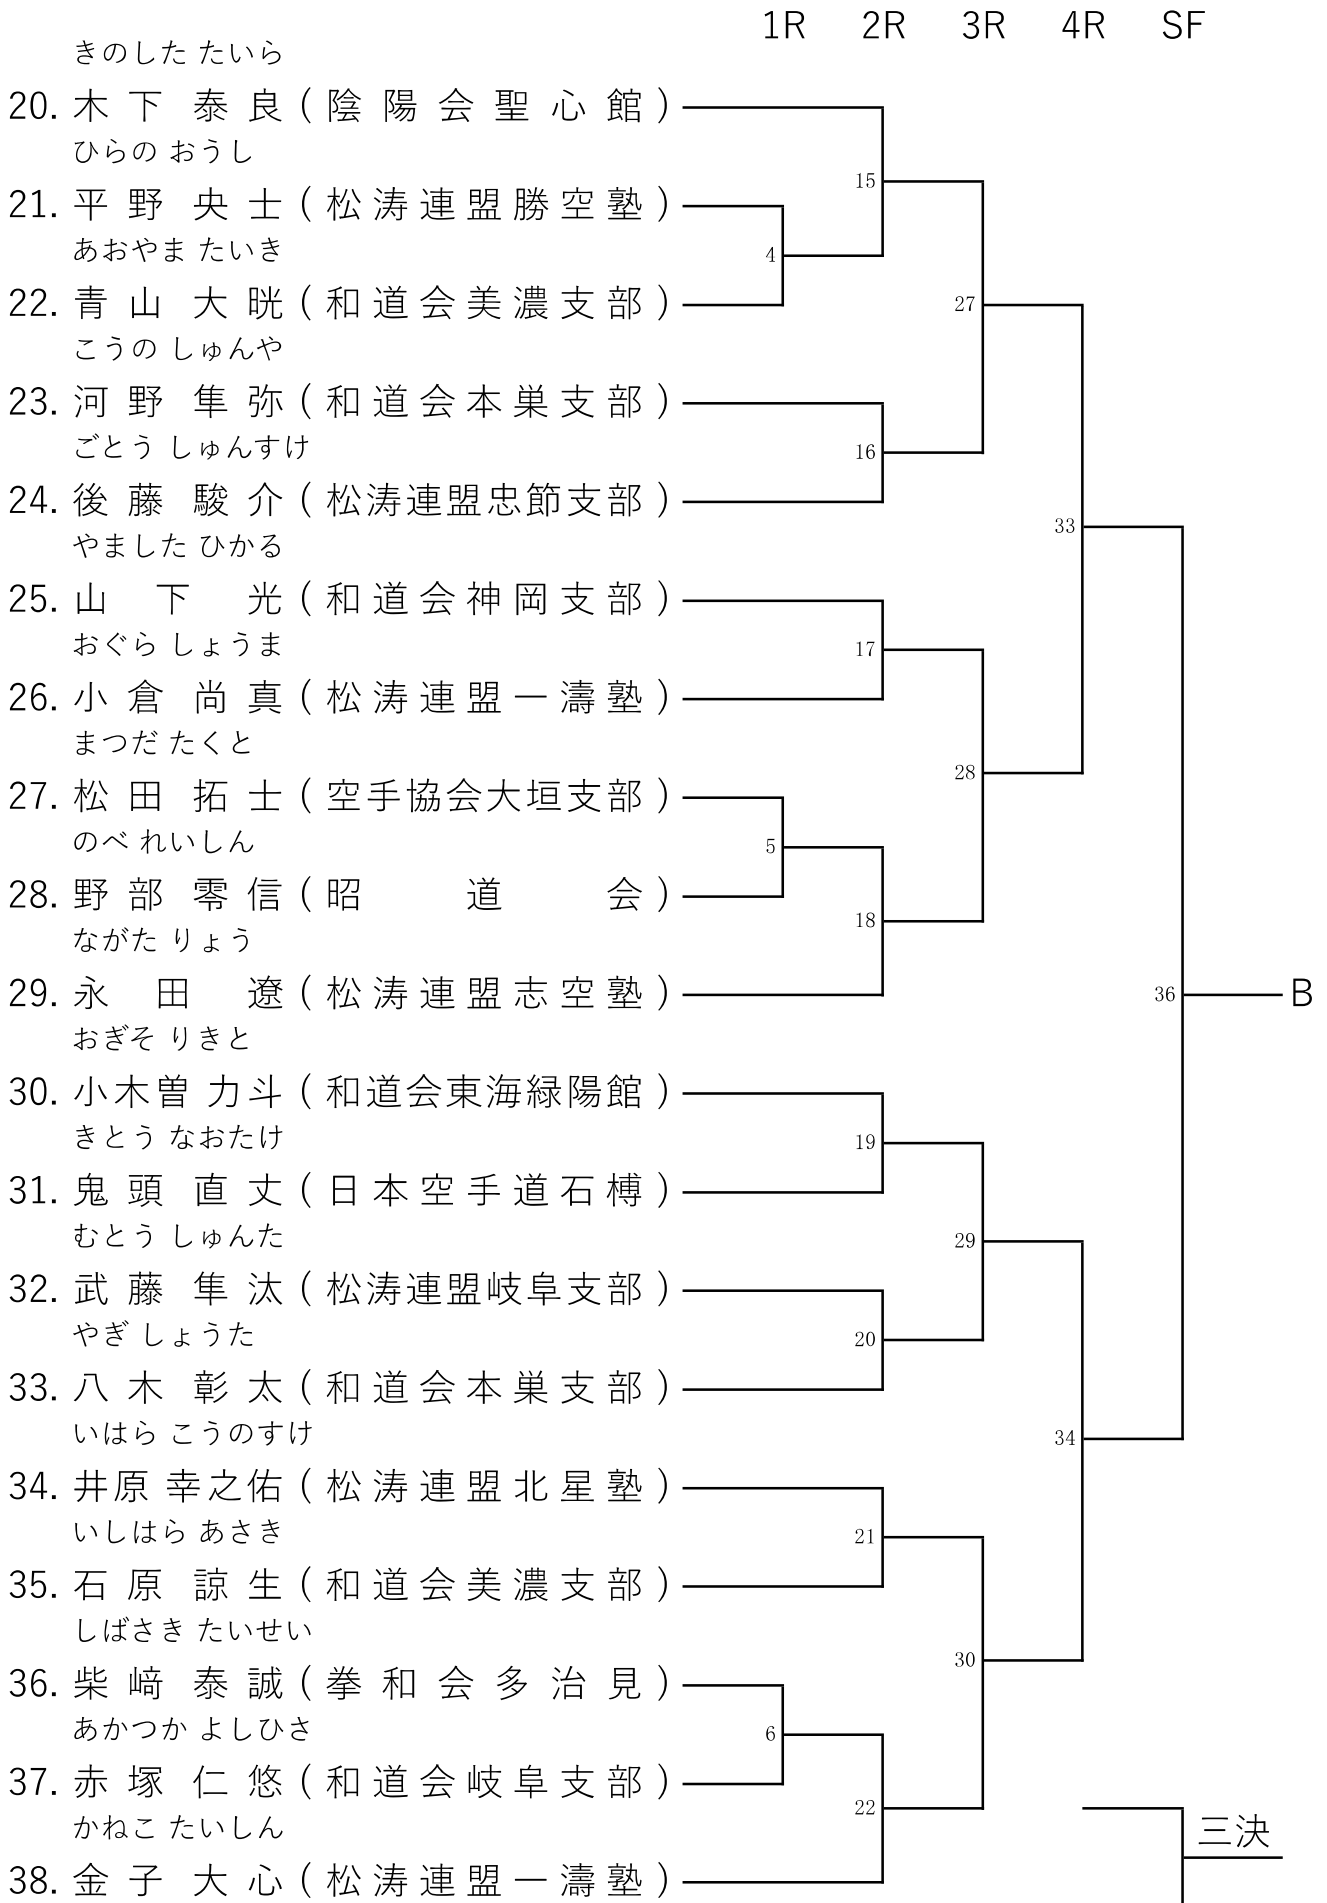 1R 2R 3R 4R SF
きのした たいら
20. 木下 泰良 (陰陽会聖心館)
ひらの おうし
15
21. 平野 央士 (松涛連盟勝空塾)
あおやま たいき
4
22. 青山 大晄 (和道会美濃支部)
27
こうの しゅんや
23. 河野 隼弥 (和道会本巣支部)
ごとう しゅんすけ
16
24. 後藤 駿介 (松涛連盟忠節支部)
33
やました ひかる
25. 山下 光 (和道会神岡支部)
おぐら しょうま
17
26. 小倉 尚真 (松涛連盟一濤塾)
まつだ たくと
28
27. 松田 拓士 (空手協会大垣支部)
のべ れいしん
5
28. 野部 零信 (昭道会)
18
ながた りょう
29. 永田 遼 (松涛連盟志空塾)
36 B
おぎそ りきと
30. 小木曽 力斗 (和道会東海緑陽館)
きとう なおたけ
19
31. 鬼頭 直丈 (日本空手道石榑)
むとう しゅんた
29
32. 武藤 隼汰 (松涛連盟岐阜支部)
やぎ しょうた
20
33. 八木 彰太 (和道会本巣支部)
いはら こうのすけ
34
34. 井原 幸之佑 (松涛連盟北星塾)
いしはら あさき
21
35. 石原 諒生 (和道会美濃支部)
しばさき たいせい
30
36. 柴﨑 泰誠 (拳和会多治見)
あかつか よしひさ
6
37. 赤塚 仁悠 (和道会岐阜支部)
22
かねこ たいしん
三決
38. 金子 大心 (松涛連盟一濤塾)